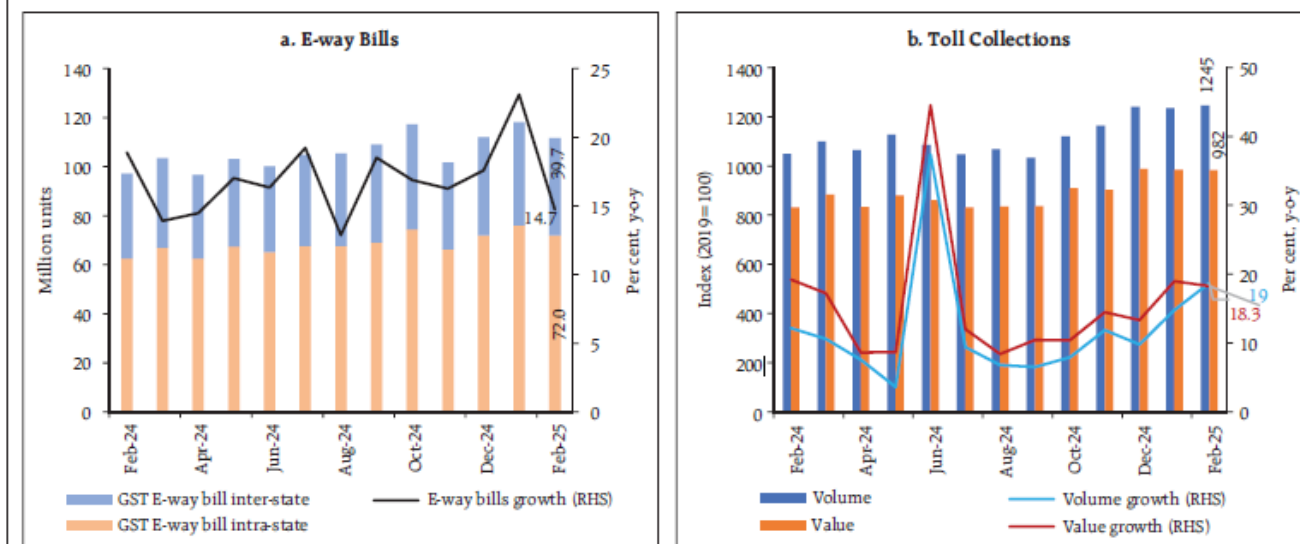 a. E-way Bills
140
120
100
80
60
40
20
0
Million units
25
20
15
10
5
0
Per cent, y-o-y
39.7
14.7
72.0
Feb-24
Apr-24
Jun-24
Aug-24
Oct-24
Dec-24
Feb-25
GST E-way bill inter-state
E-way bills growth (RHS)
GST E-way bill intra-state
b. Toll Collections
1400
1200
1000
800
600
400
200
0
Index (2019=100)
50
40
30
20
10
0
Per cent, y-o-y
1245
982
19
18.3
Feb-24
Apr-24
Jun-24
Aug-24
Oct-24
Dec-24
Feb-25
Volume
Volume growth (RHS)
Value
Value growth (RHS)